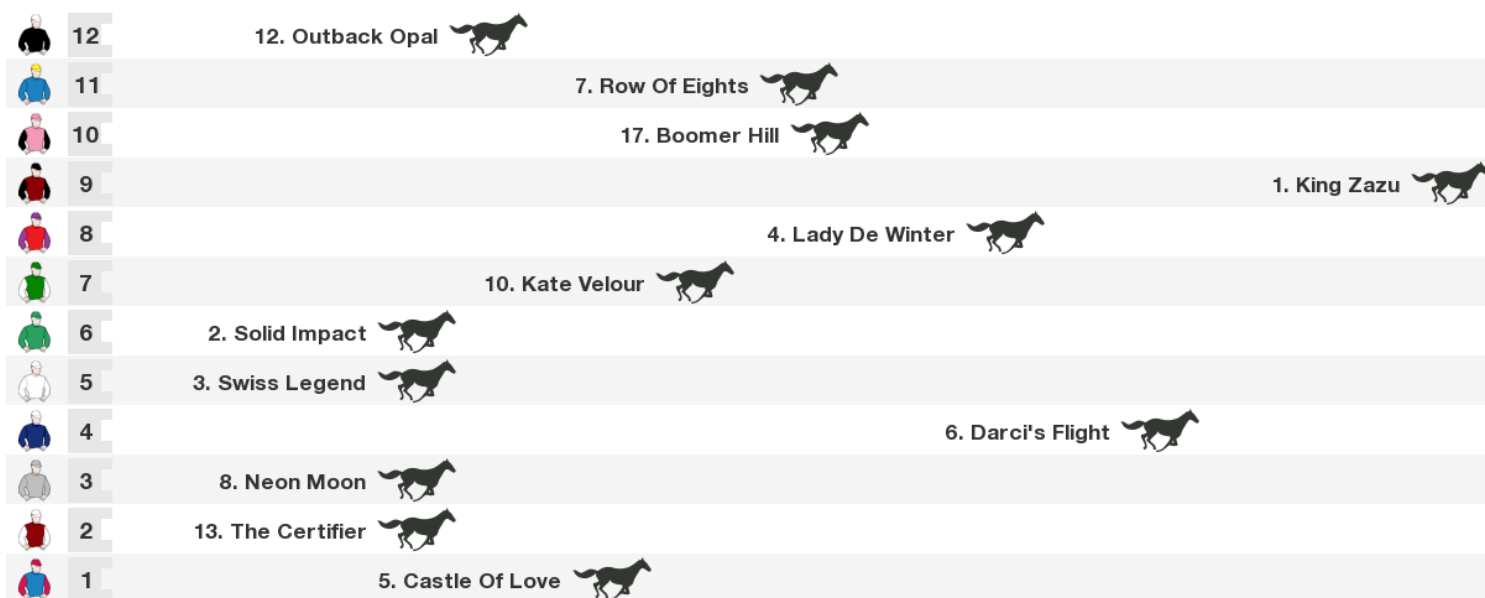 12 12. Outback Opal
11 7. Row Of Eights
10 17. Boomer Hill
9 1. King Zazu
8 4. Lady De Winter
7 10. Kate Velour
6 2. Solid Impact
5 3. Swiss Legend
4 6. Darci's Flight
3 8. Neon Moon
2 13. The Certifier
1 5. Castle Of Love